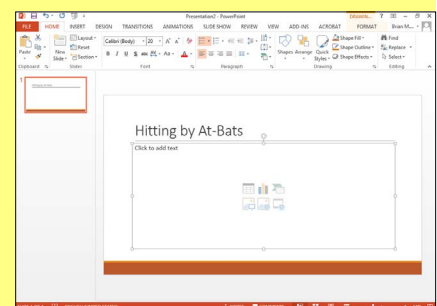 Presentation2 - PowerPoint
FILE HOME INSERT DESIGN TRANSITIONS ANIMATIONS SLIDE SHOW REVIEW VIEW ADD-INS ACROBAT FORMAT Brian M...
Paste
New Slide
Layout
Reset
Section
Calibri (Body) 20
Shapes Arrange Quick Styles
Shape Fill
Shape Outline
Shape Effects
Find
Replace
Select
Clipboard Slides Font Paragraph Drawing Editing
1
Hitting by At-Bats
Click to add text